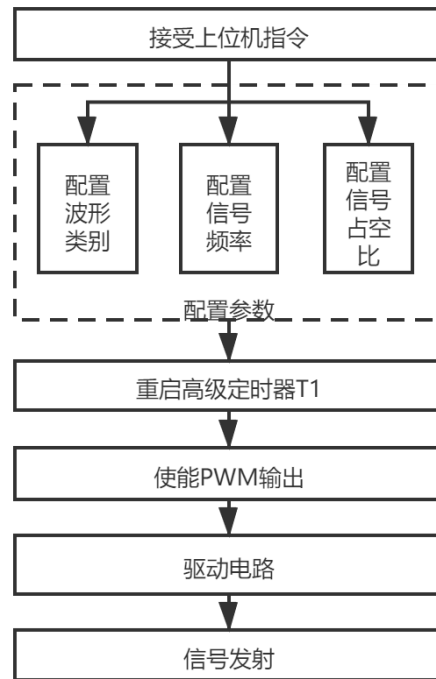 接受上位机指令
配置
波形
类别
配置
信号
频率
配置
信号
占空
比
配置参数
重启高级定时器T1
使能PWM输出
驱动电路
信号发射